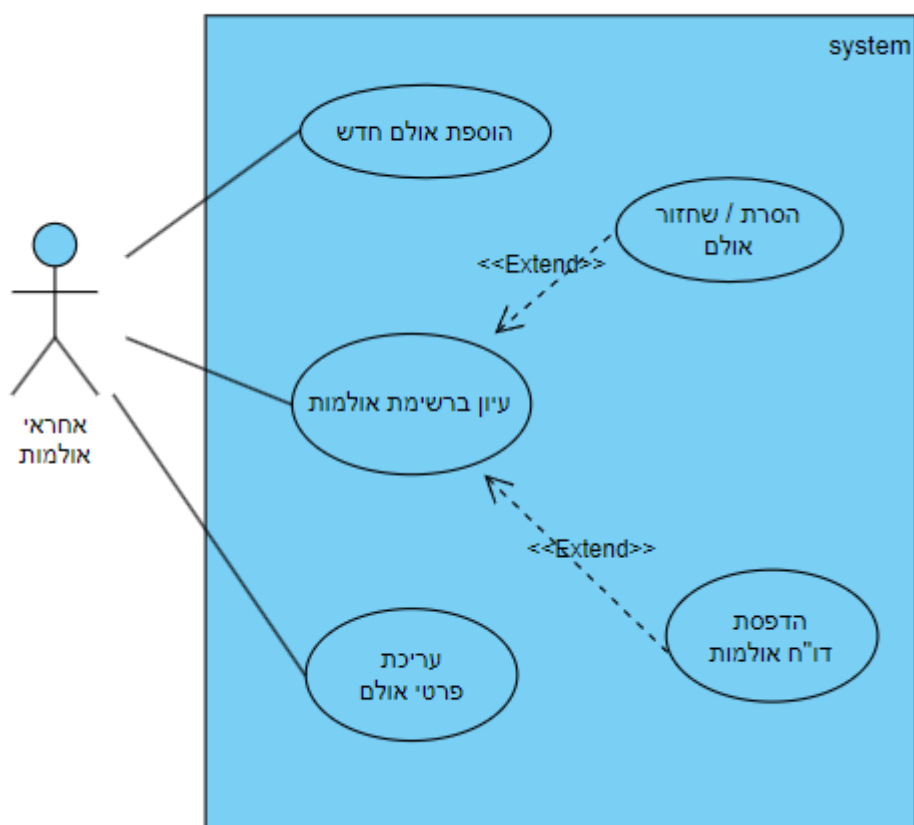 system
הוספת אולם חדש
הסרת / שחזור
אולם
<<Extend>>
עיון ברשימת אולמות
אחראי
אולמות
<<Extend>>
הדפסת
דו"ח אולמות
עריכת
פרטי אולם